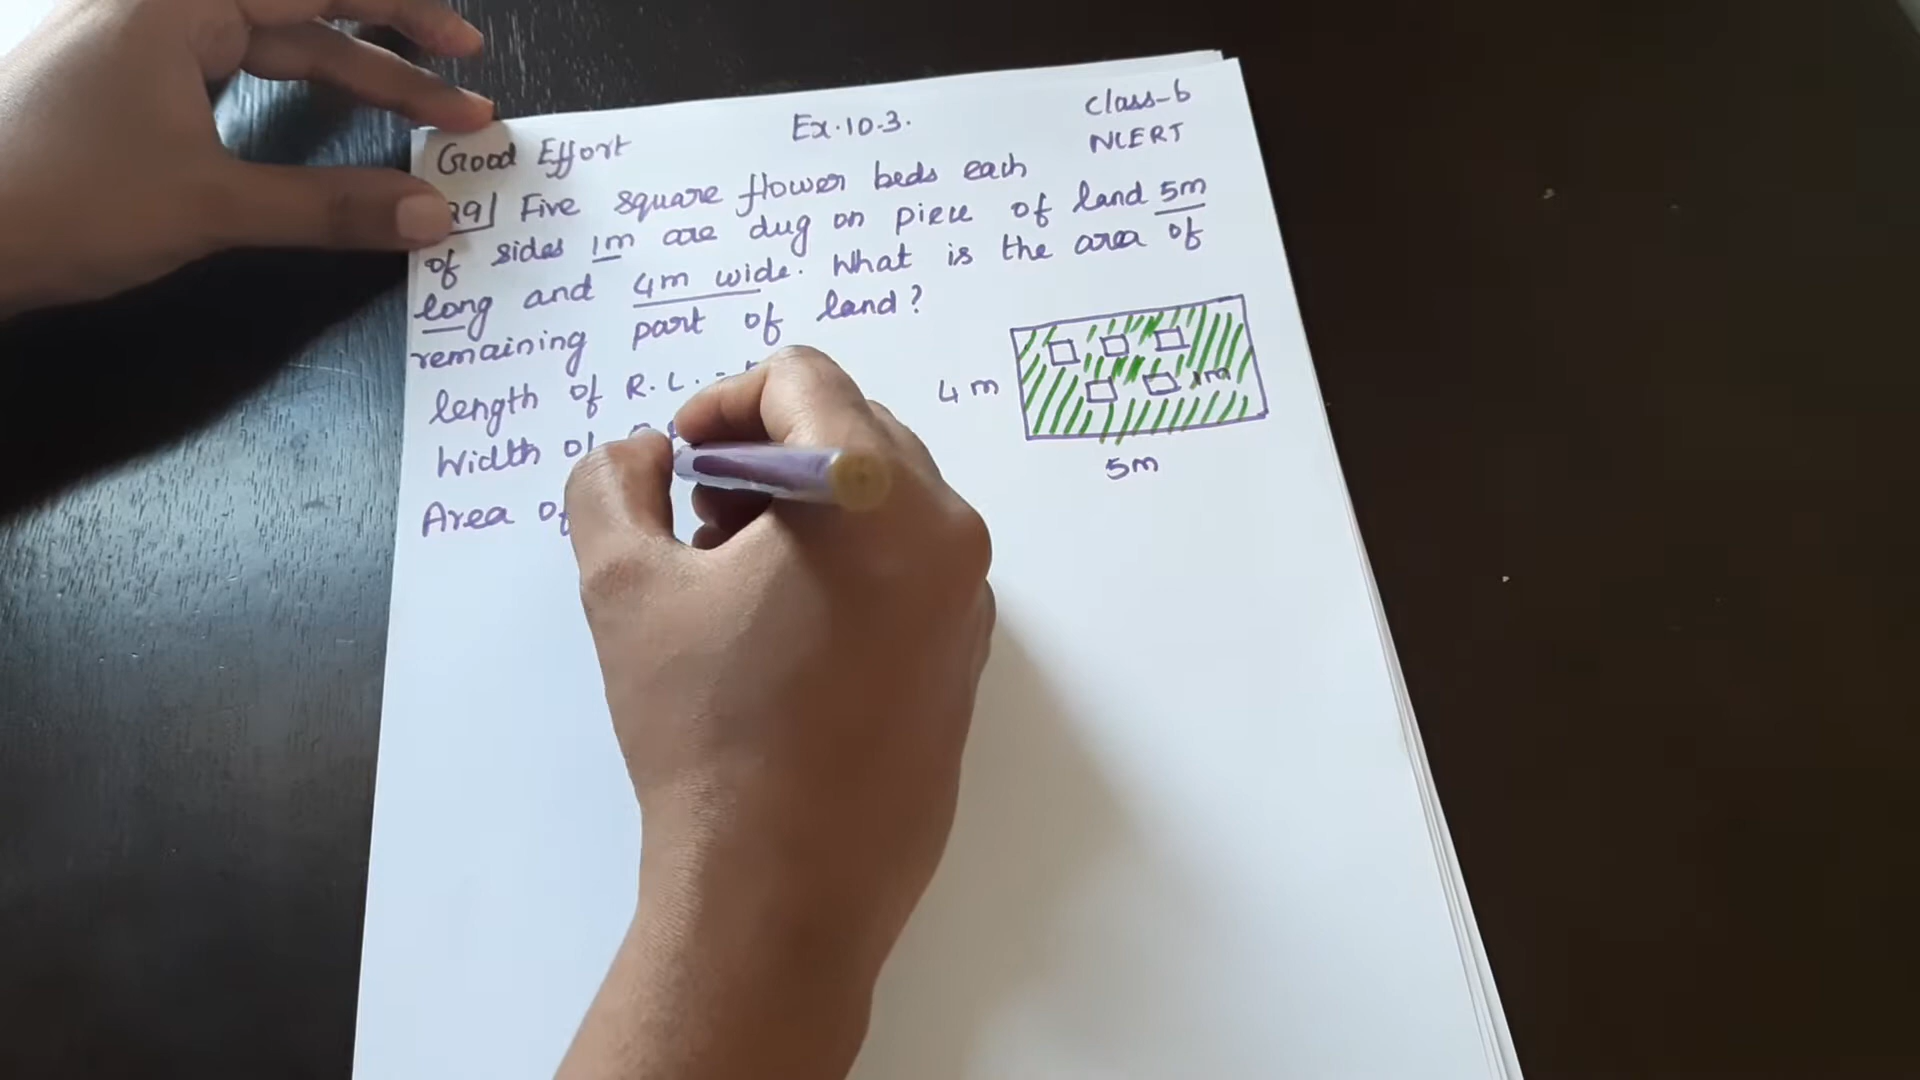 Good Effort Ex.10.3. Class-6
NCERT
Five square flower beds each
of sides 1m are dug on piece of land 5m
long and 4m wide. What is the area of
remaining part of land?
length of R.L.
Width of
Area of
4 m
1m
5m